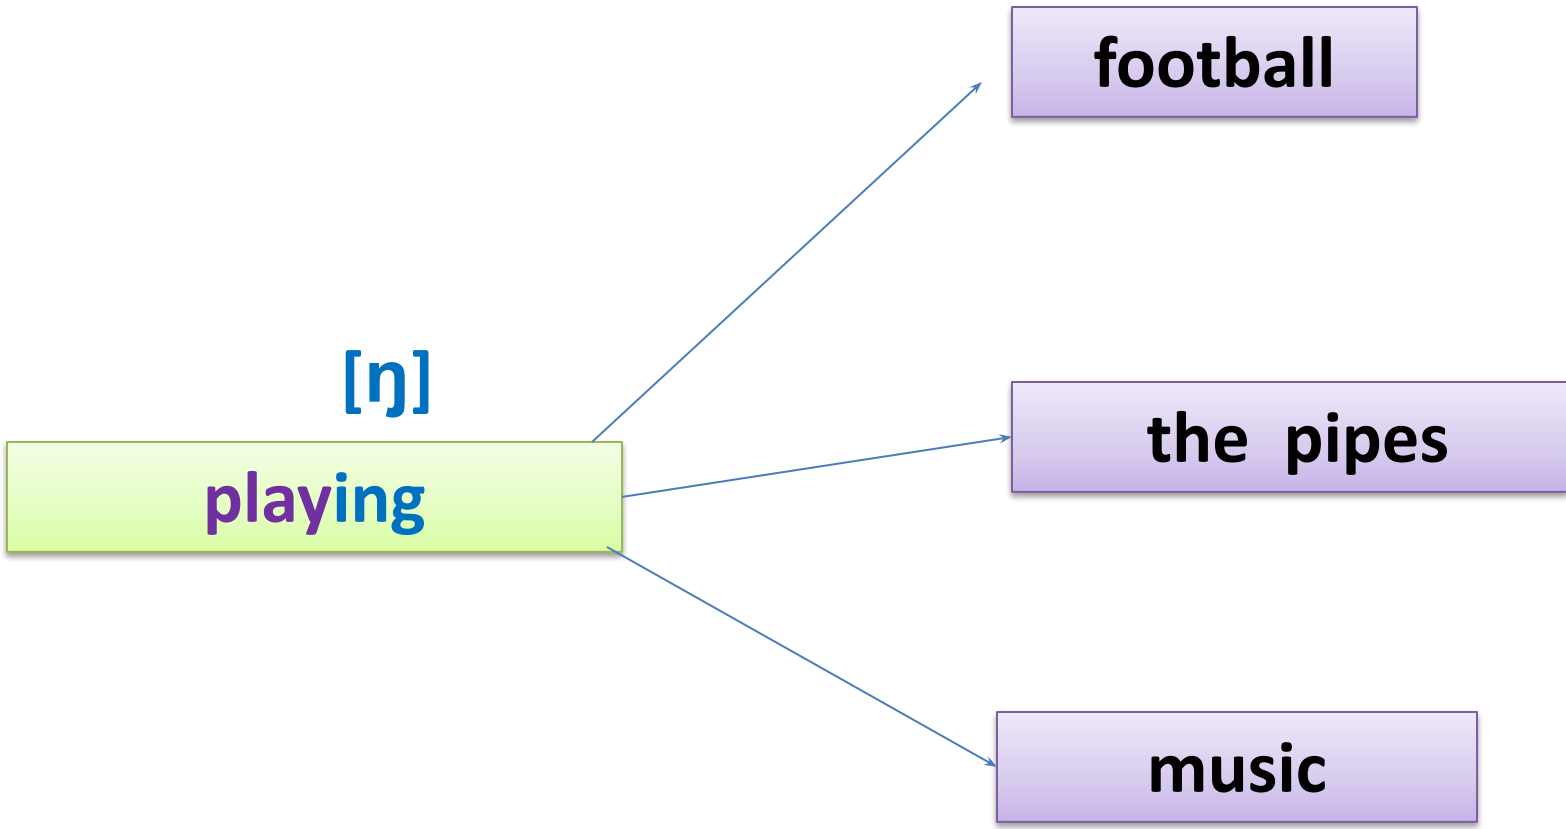 football
[ŋ]
the pipes
playing
music